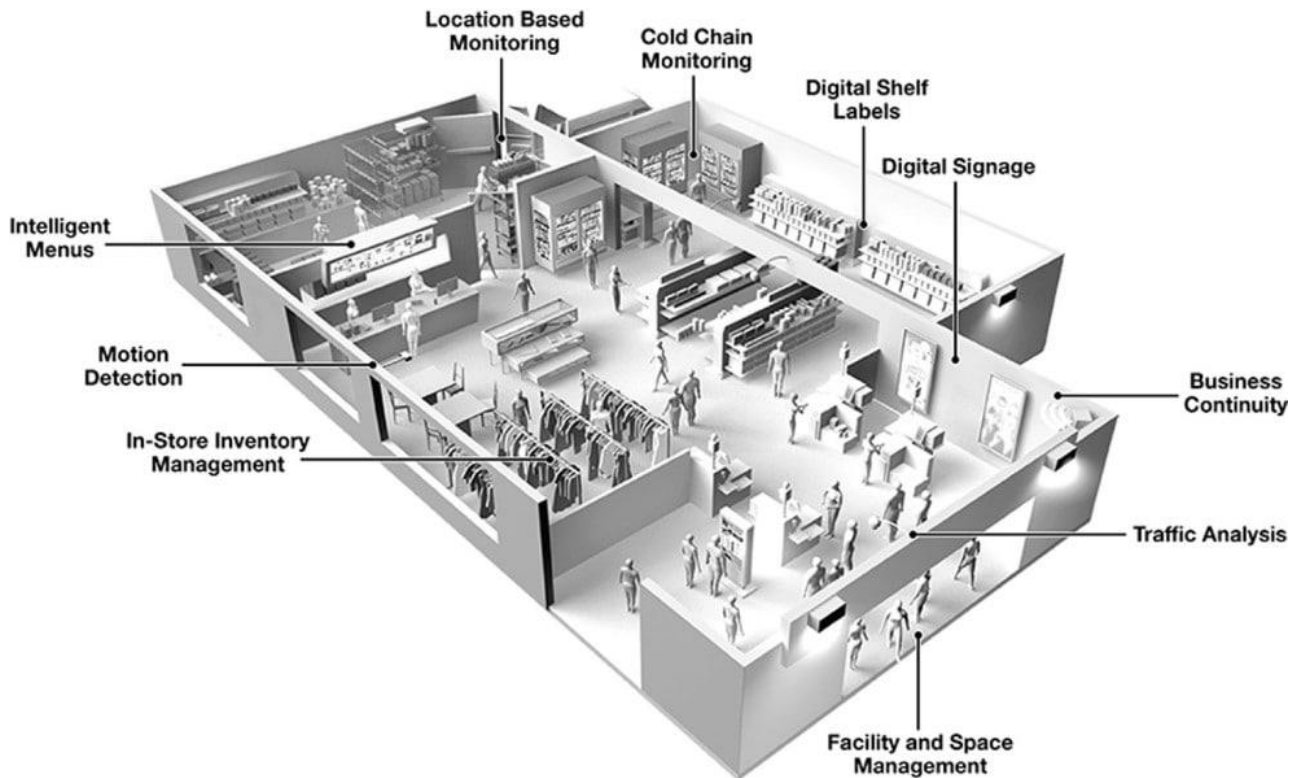 Location Based
Monitoring
Cold Chain
Monitoring
Digital Shelf
Labels
Digital Signage
Intelligent
Menus
Motion
Detection
Business
Continuity
In-Store Inventory
Management
Traffic Analysis
Facility and Space
Management